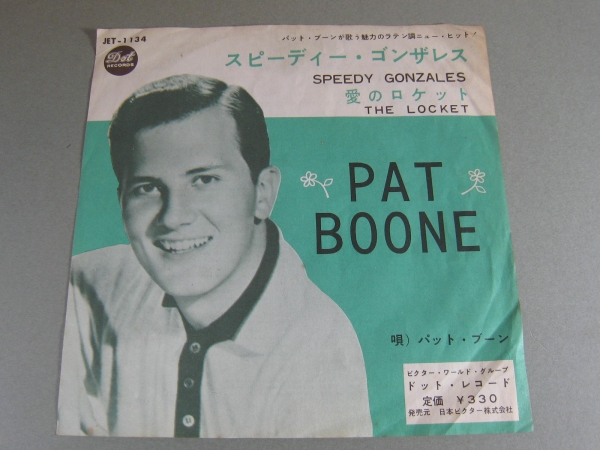 JET-1134
Dot
RECORDS
パット・ブーンが歌う魅力のラテン調ニュー・ヒット!
スピーディー・ゴンザレス
SPEEDY GONZALES
愛のロケット
THE LOCKET
PAT
BOONE
唄) パット・ブーン
ビクター・ワールド・グループ
ドット・レコード
定価 ¥330
発売元 日本ビクター株式会社